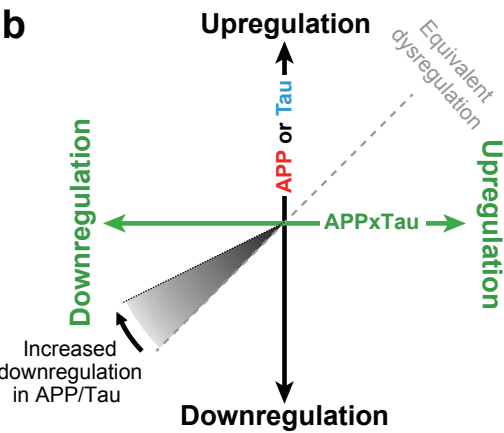 b
Upregulation
Equivalent
dysregulation
APP or Tau
Downregulation
APPxTau
Upregulation
Increased
downregulation
in APP/Tau
Downregulation